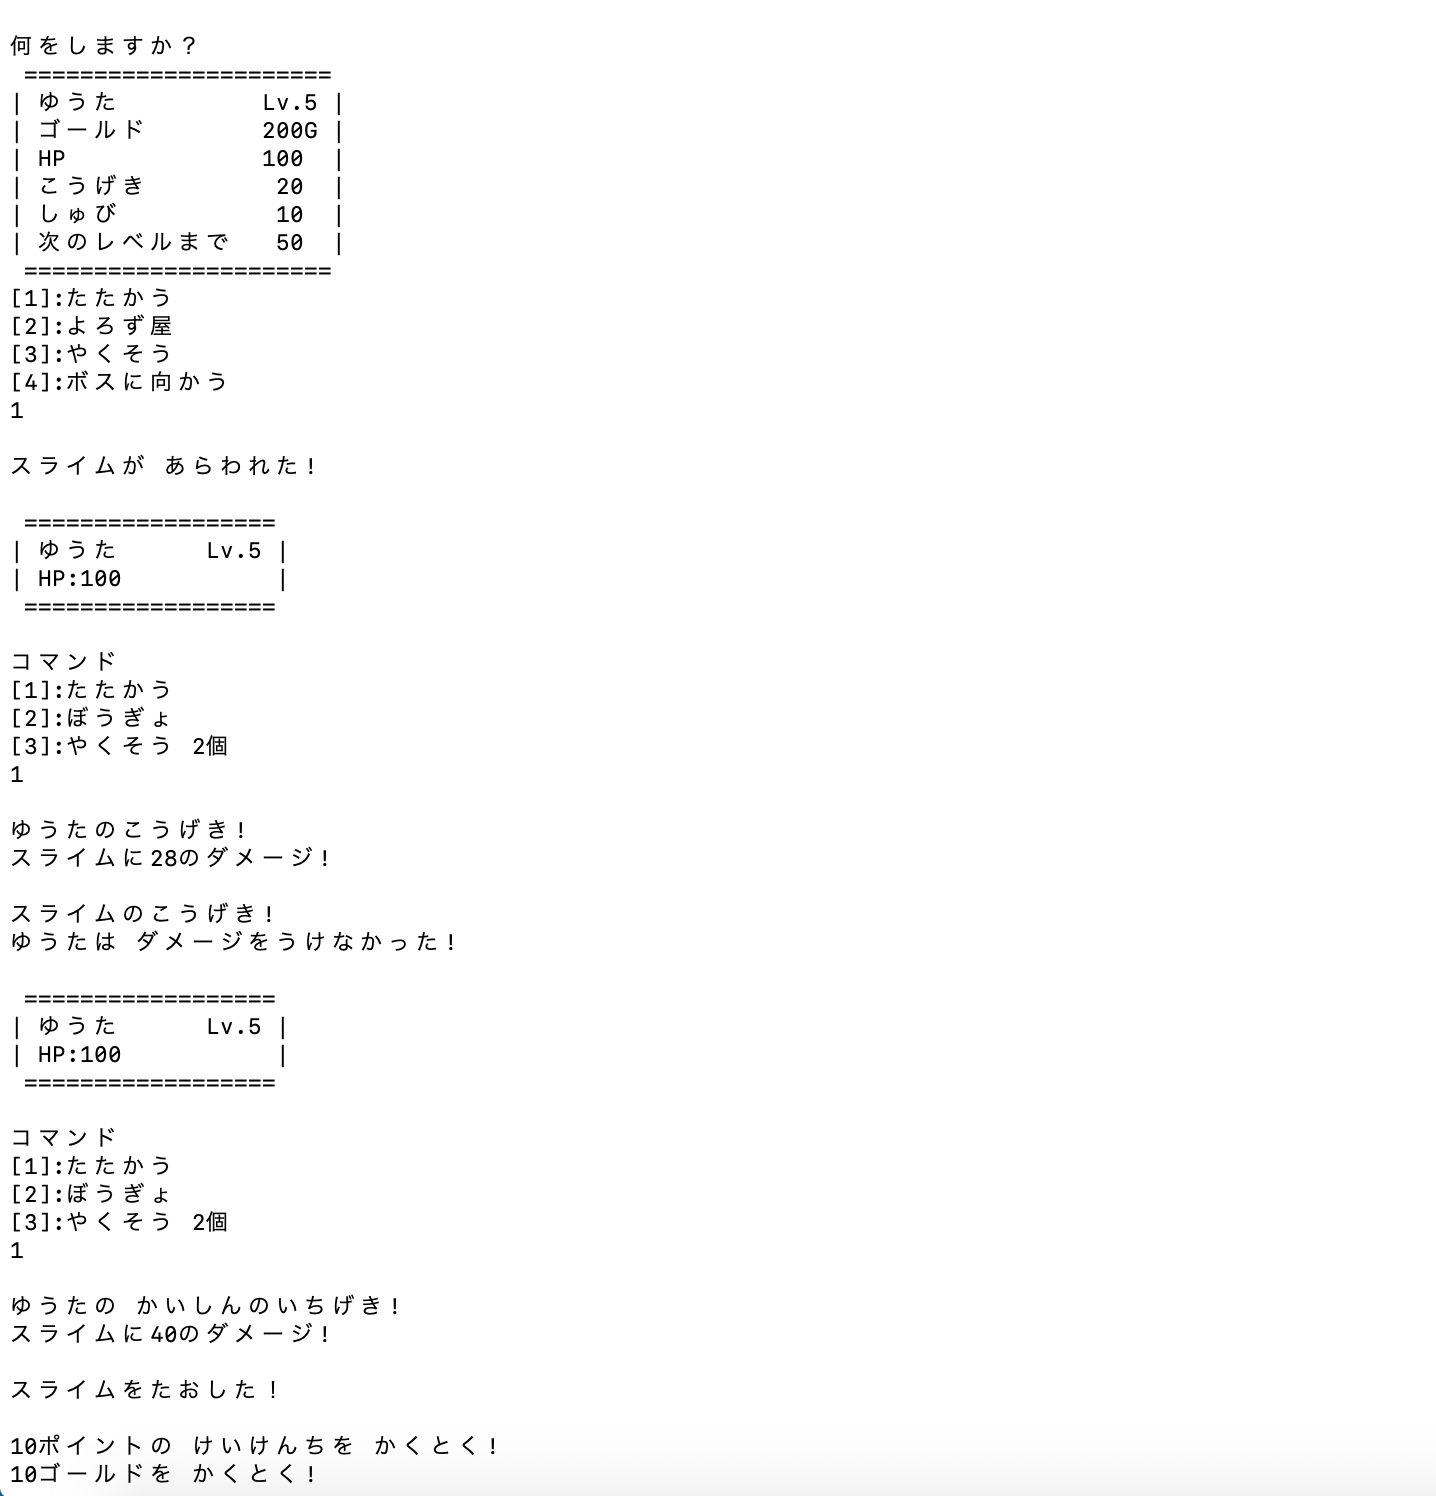 何をしますか？
 ======================
| ゆうた　　　　　Lv.5 |
| ゴールド　　　　200G |
| HP              100  |
| こうげき         20  |
| しゅび           10  |
| 次のレベルまで   50  |
 ======================
[1]:たたかう
[2]:よろず屋
[3]:やくそう
[4]:ボスに向かう
1
スライムが あらわれた！
 ==================
| ゆうた      Lv.5 |
| HP:100           |
 ==================
コマンド
[1]:たたかう
[2]:ぼうぎょ
[3]:やくそう 2個
1
ゆうたのこうげき！
スライムに28のダメージ！
スライムのこうげき！
ゆうたは ダメージをうけなかった！
 ==================
| ゆうた      Lv.5 |
| HP:100           |
 ==================
コマンド
[1]:たたかう
[2]:ぼうぎょ
[3]:やくそう 2個
1
ゆうたの かいしんのいちげき！
スライムに40のダメージ！
スライムをたおした！
10ポイントの けいけんちを かくとく！
10ゴールドを かくとく！